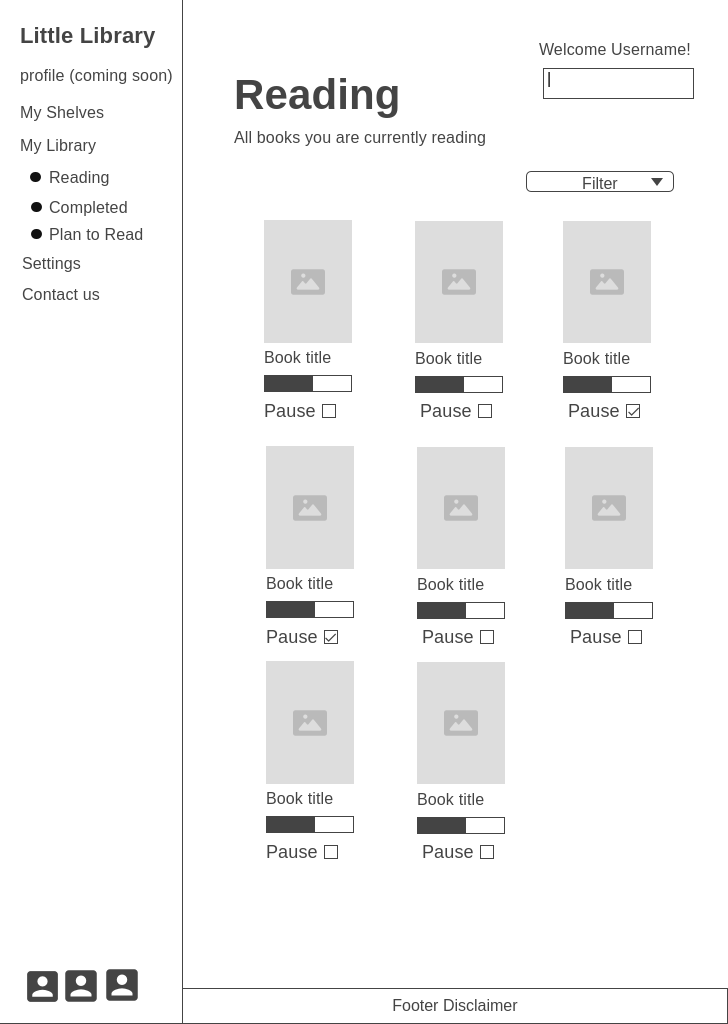 Little Library
profile (coming soon)
My Shelves
My Library
Reading
Completed
Plan to Read
Settings
Contact us
Welcome Username!
Reading
All books you are currently reading
Filter
Book title
Book title
Book title
Pause
Pause
Pause
Book title
Book title
Book title
Pause
Pause
Pause
Book title
Book title
Pause
Pause
Footer Disclaimer